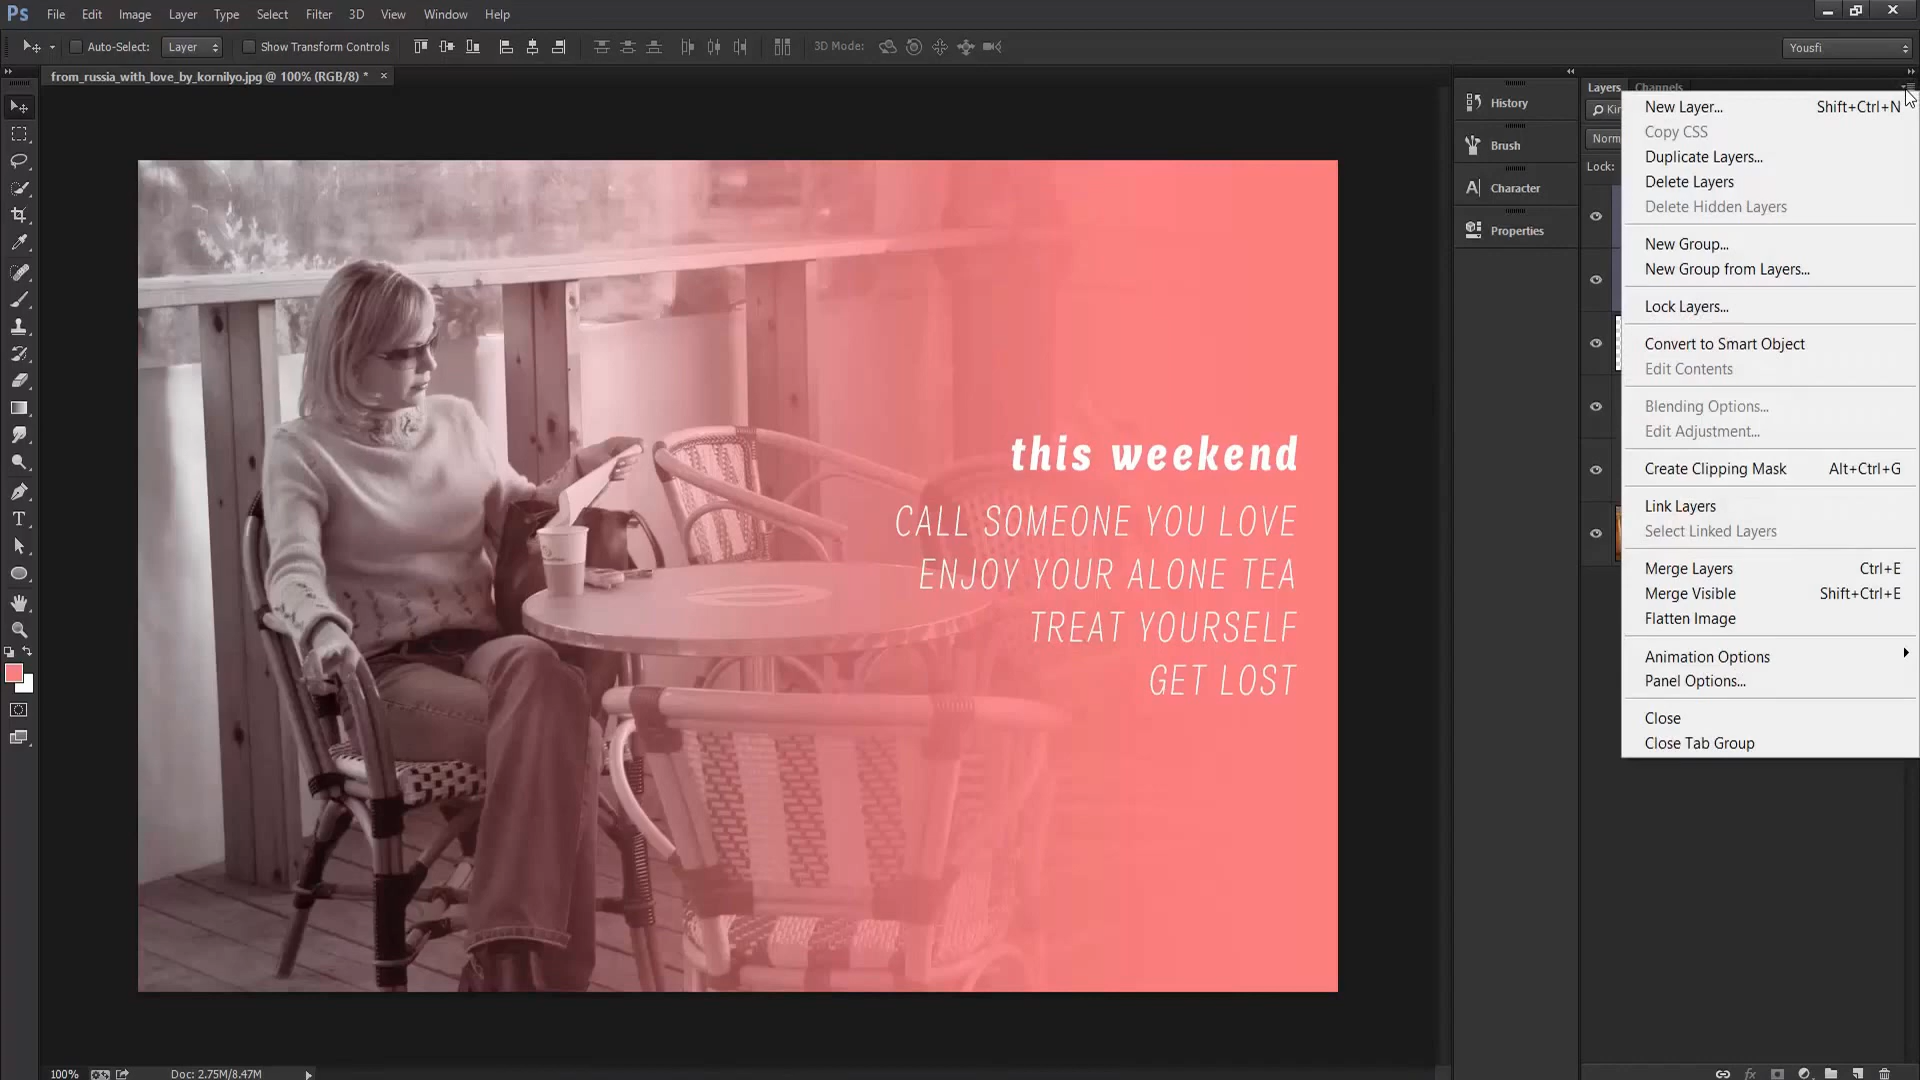 Ps File Edit Image Layer Type Select Filter 3D View Window Help
Auto-Select: Layer Show Transform Controls 3D Mode: Yousfi
from_russia_with_love_by_kornilyo.jpg @ 100% (RGB/8) * ×
History
Brush
Character
Properties
Layers Channels
Lock:
New Layer... Shift+Ctrl+N
Copy CSS
Duplicate Layers...
Delete Layers
Delete Hidden Layers
New Group...
New Group from Layers...
Lock Layers...
Convert to Smart Object
Edit Contents
Blending Options...
Edit Adjustment...
Create Clipping Mask Alt+Ctrl+G
Link Layers
Select Linked Layers
Merge Layers Ctrl+E
Merge Visible Shift+Ctrl+E
Flatten Image
Animation Options
Panel Options...
Close
Close Tab Group
this weekend
CALL SOMEONE YOU LOVE
ENJOY YOUR ALONE TEA
TREAT YOURSELF
GET LOST
100% Doc: 2.75M/8.47M